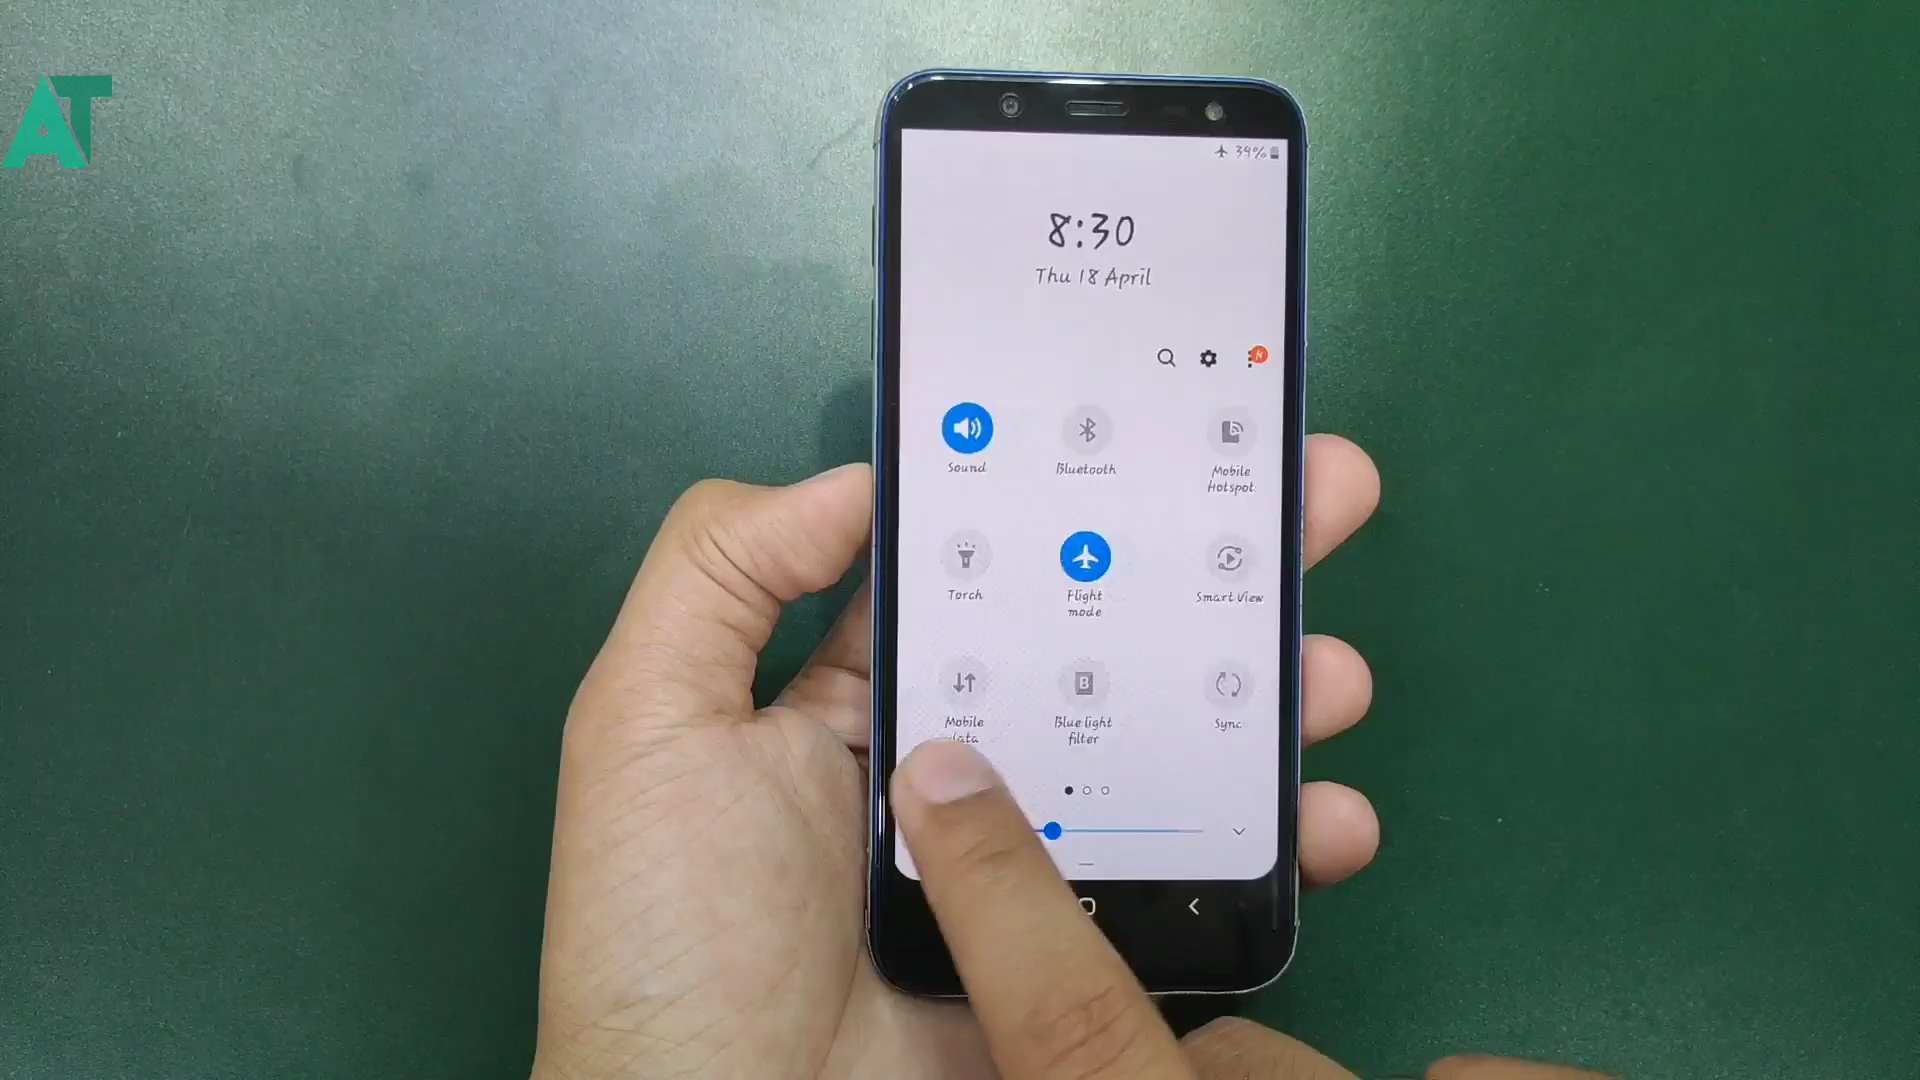 AT
39%
8:30
Thu 18 April
N
Sound
Bluetooth
Mobile
Hotspot
Torch
Flight
mode
Smart View
Mobile
data
Blue light
filter
Sync
B